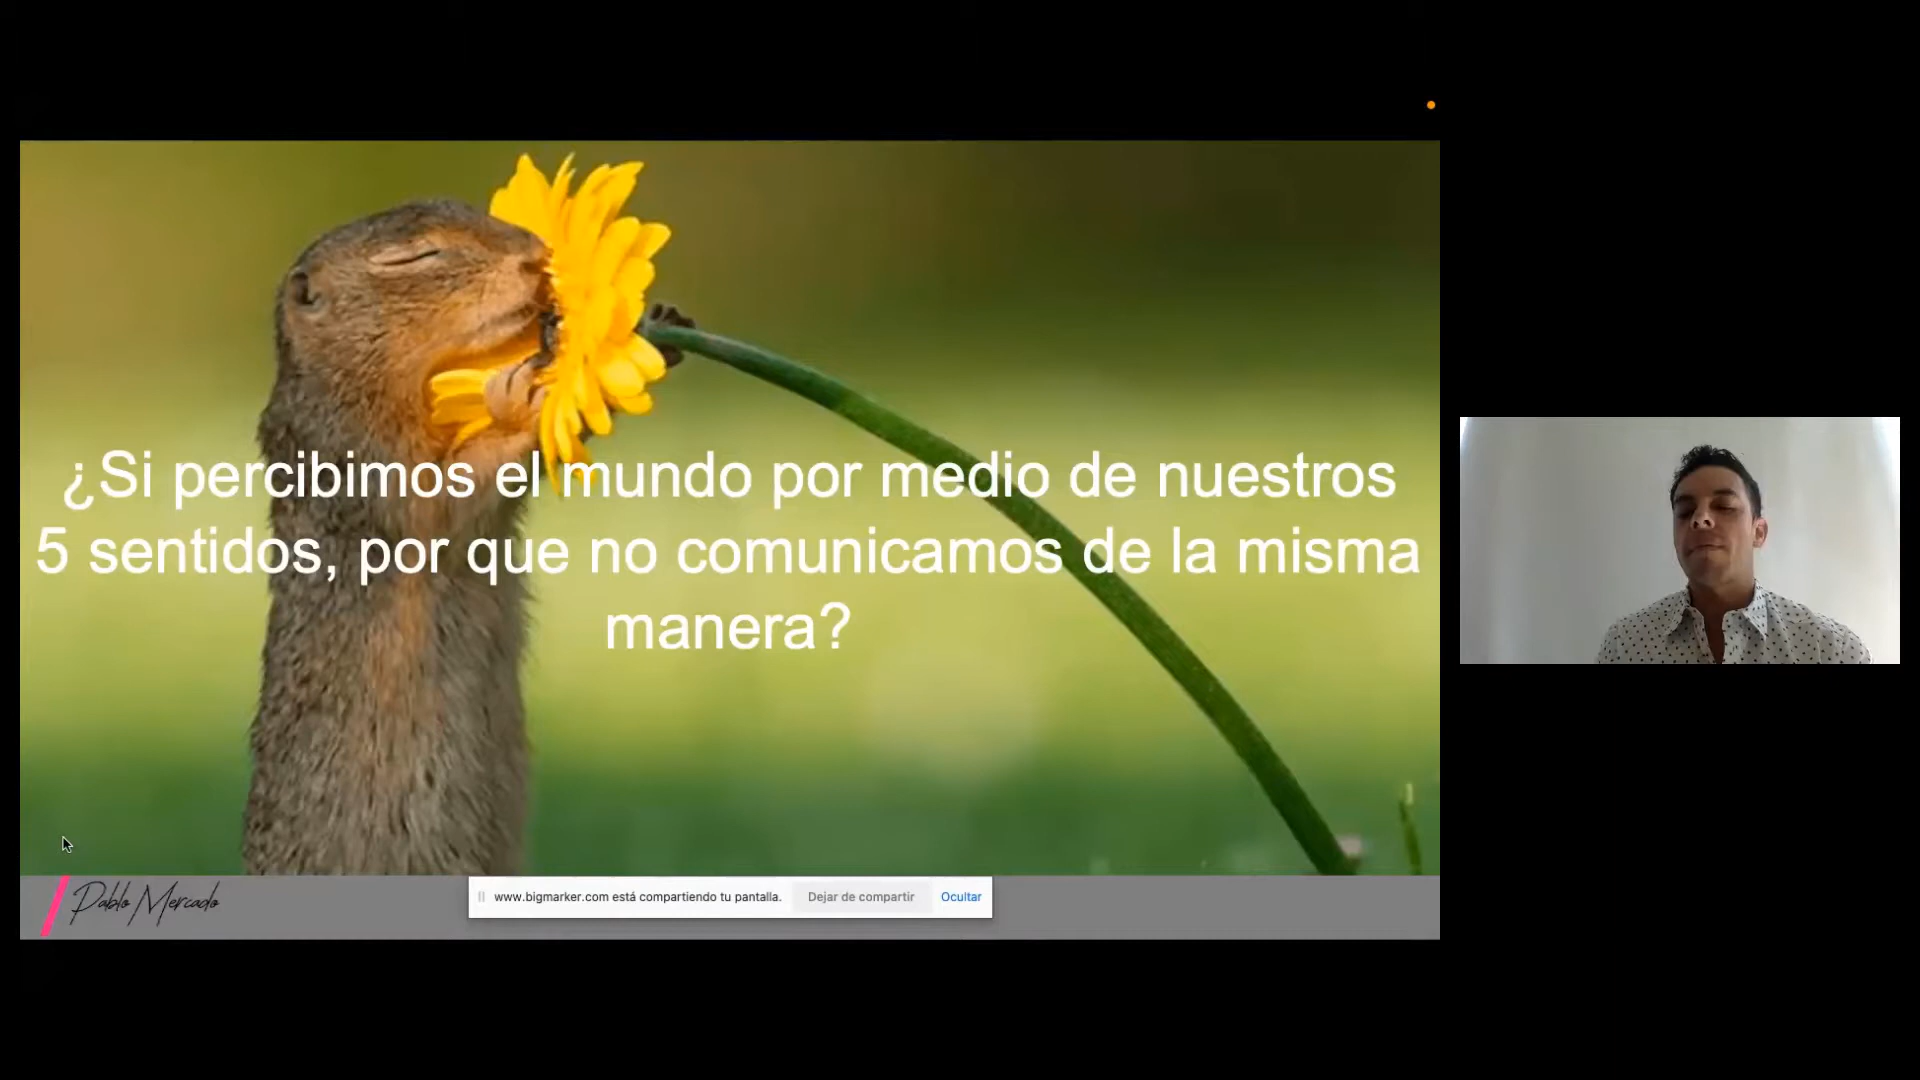 ¿Si percibimos el mundo por medio de nuestros
5 sentidos, por que no comunicamos de la misma
manera?
Pablo Mercado
www.bigmarker.com está compartiendo tu pantalla.
Dejar de compartir
Ocultar